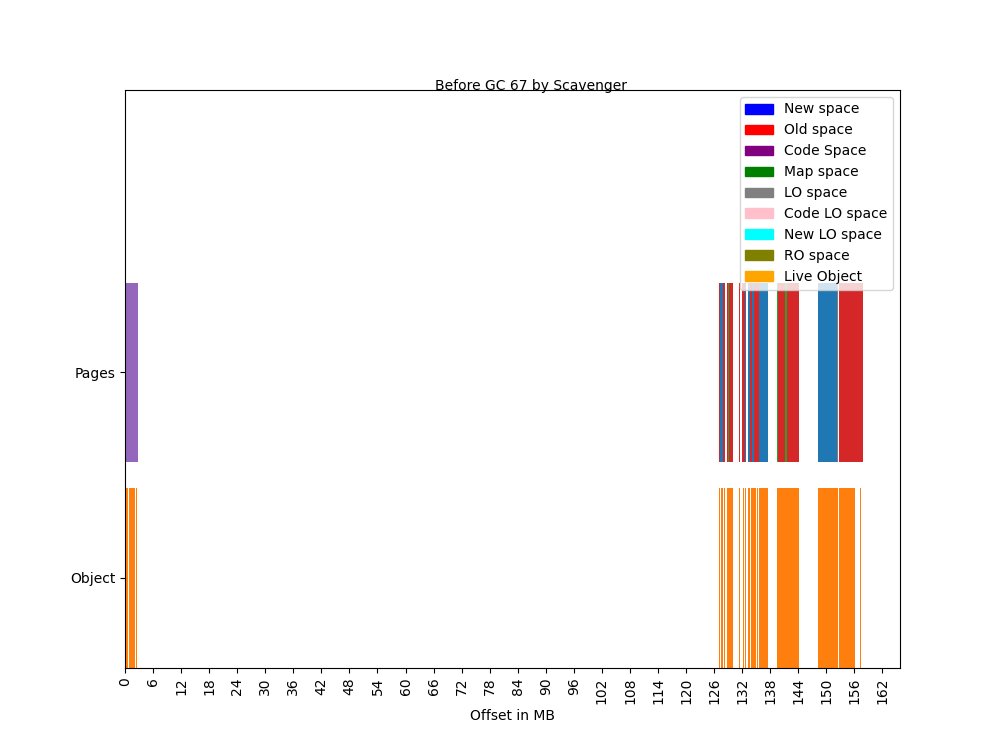 Before GC 67 by Scavenger
New space
Old space
Code Space
Map space
LO space
Code LO space
New LO space
RO space
Live Object
Pages
Object
0 6 12 18 24 30 36 42 48 54 60 66 72 78 84 90 96 102 108 114 120 126 132 138 144 150 156 162
Offset in MB